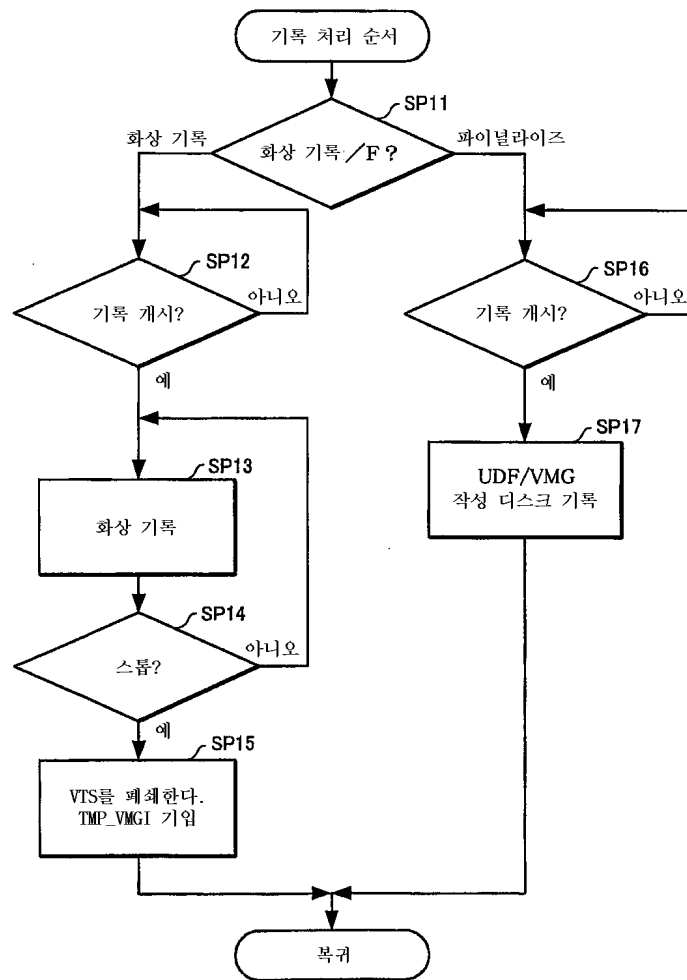 기록 처리 순서
SP11
화상 기록
화상 기록/F?
파이널라이즈
SP12
기록 개시?
아니오
예
SP13
화상 기록
SP14
스톱?
아니오
예
SP15
VTS를 폐쇄한다.
TMP_VMGI 기입
SP16
기록 개시?
아니오
예
SP17
UDF/VMG
작성 디스크 기록
복귀